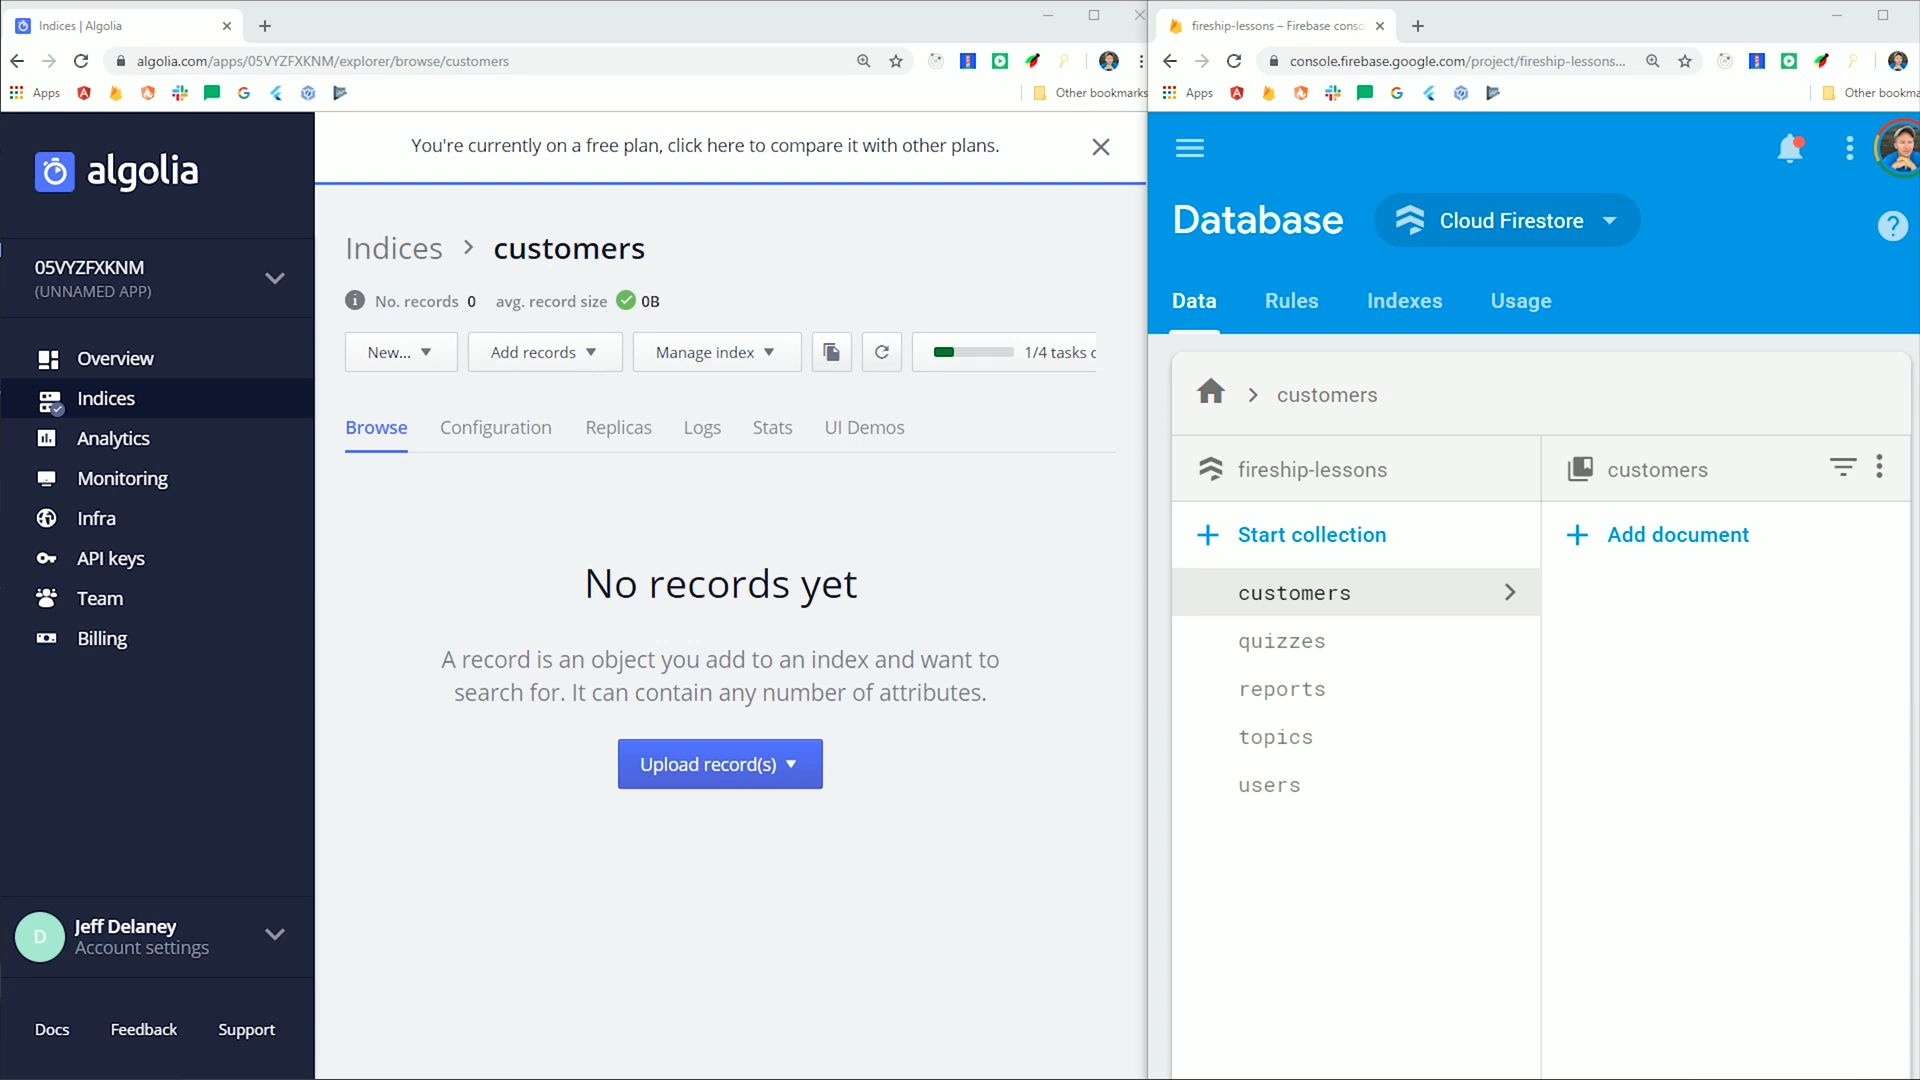 Indices | Algolia
algolia.com/apps/05VYZFXKNM/explorer/browse/customers
Apps
Other bookmarks
algolia
05VYZFXKNM
(UNNAMED APP)
Overview
Indices
Analytics
Monitoring
Infra
API keys
Team
Billing
D
Jeff Delaney
Account settings
Docs Feedback Support
You're currently on a free plan, click here to compare it with other plans.
Indices > customers
No. records 0 avg. record size 0B
New... Add records Manage index 1/4 tasks c
Browse Configuration Replicas Logs Stats UI Demos
No records yet
A record is an object you add to an index and want to
search for. It can contain any number of attributes.
Upload record(s)
fireship-lessons – Firebase conso
console.firebase.google.com/project/fireship-lessons...
Apps
Other bookma
Database Cloud Firestore
?
Data Rules Indexes Usage
customers
fireship-lessons
customers
Start collection
Add document
customers
quizzes
reports
topics
users